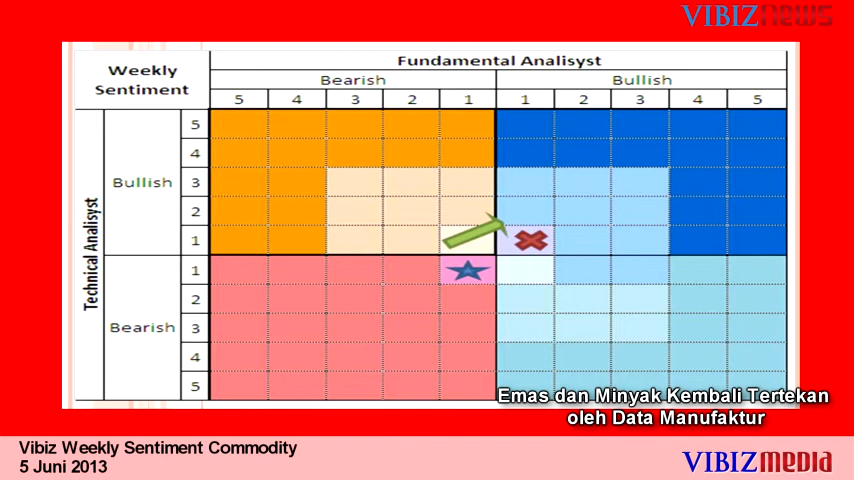 VIBIZNEWS
Weekly Sentiment
Fundamental Analisyst
Bearish
Bullish
5 4 3 2 1 1 2 3 4 5
Technical Analisyst
Bullish
5
4
3
2
1
Bearish
1
2
3
4
5
Emas dan Minyak Kembali Tertekan
oleh Data Manufaktur
Vibiz Weekly Sentiment Commodity
5 Juni 2013
VIBIZmedia